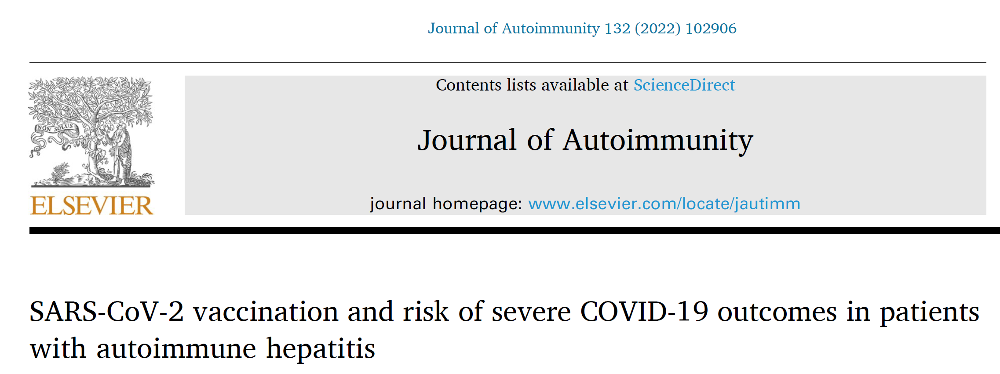 Journal of Autoimmunity 132 (2022) 102906
Contents lists available at ScienceDirect
Journal of Autoimmunity
journal homepage: www.elsevier.com/locate/jautimm
NON SOLUS
ELSEVIER
SARS-CoV-2 vaccination and risk of severe COVID-19 outcomes in patients
with autoimmune hepatitis